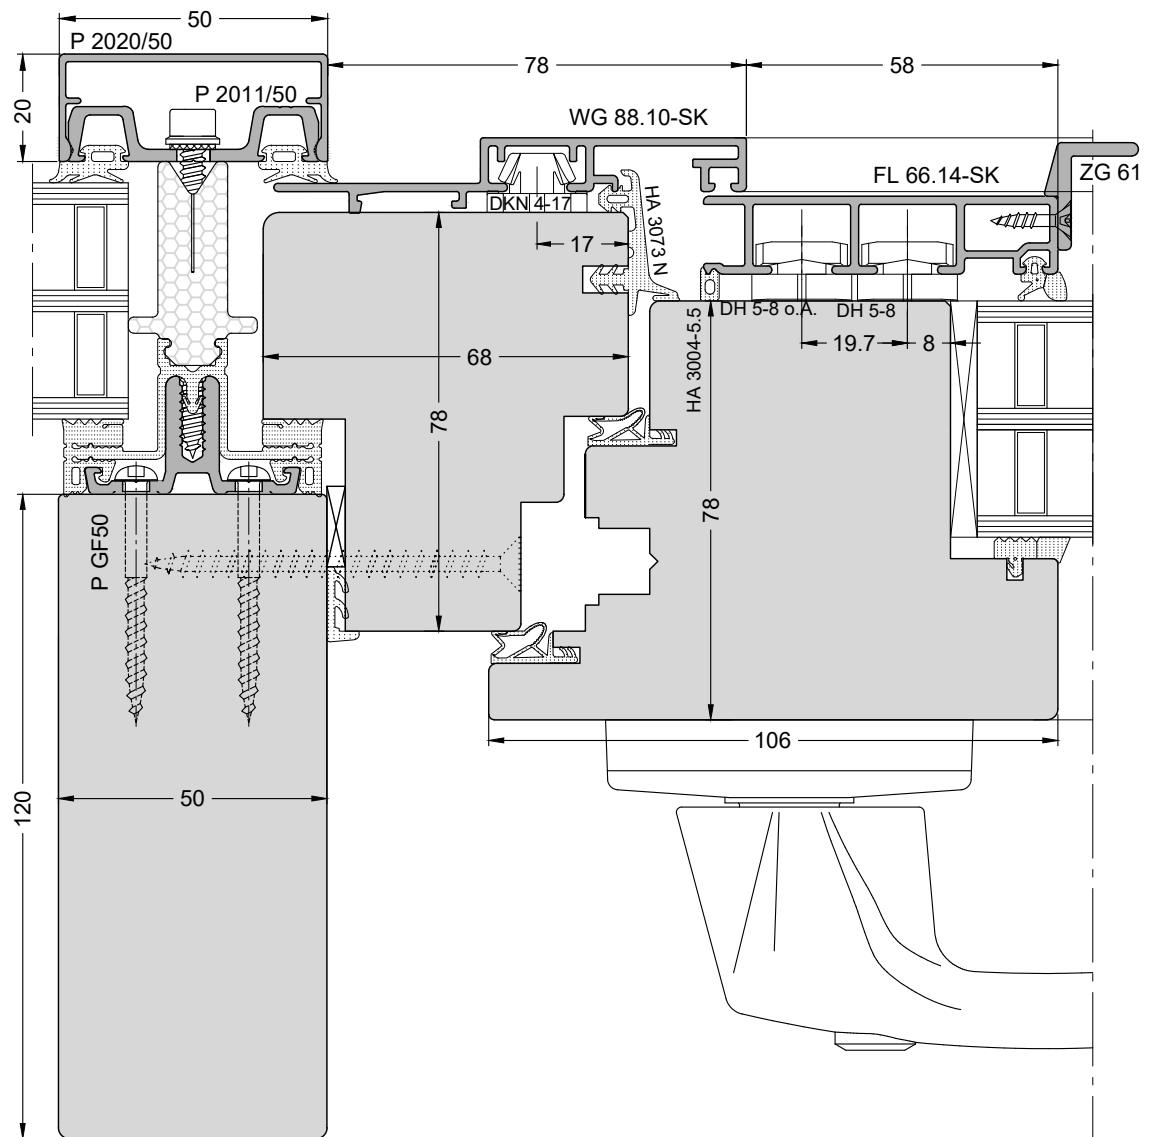 50
P 2020/50
20
P 2011/50
78
58
WG 88.10-SK
FL 66.14-SK
ZG 61
DKN 4-17
17
HA 3073 N
DH 5-8 o.A.
DH 5-8
19.7
8
68
78
HA 3004-5.5
78
P GF50
106
50
120